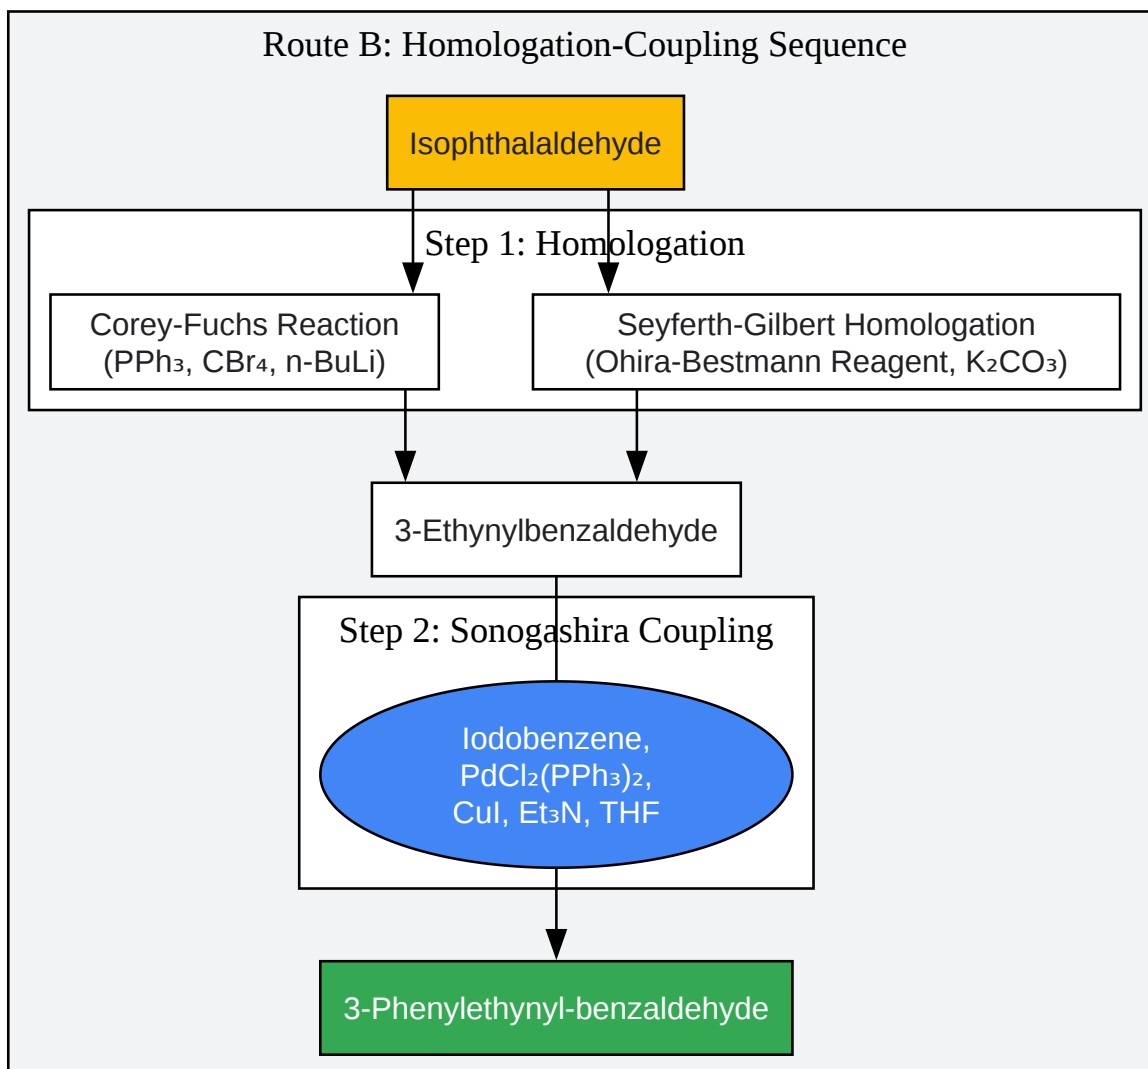 Route B: Homologation-Coupling Sequence
Isophthalaldehyde
Step 1: Homologation
Corey-Fuchs Reaction
(PPh₃, CBr₄, n-BuLi)
Seyferth-Gilbert Homologation
(Ohira-Bestmann Reagent, K₂CO₃)
3-Ethynylbenzaldehyde
Step 2: Sonogashira Coupling
Iodobenzene,
PdCl₂(PPh₃)₂,
CuI, Et₃N, THF
3-Phenylethynyl-benzaldehyde